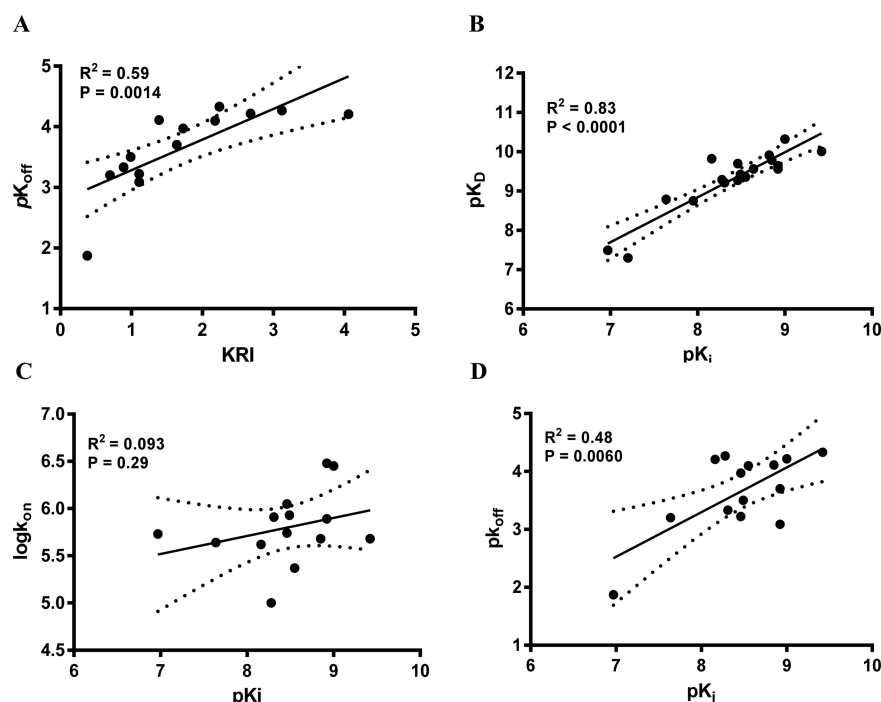 A
R² = 0.59
P = 0.0014
5
4
3
2
1
pK_off
0 1 2 3 4 5
KRI
B
R² = 0.83
P < 0.0001
12
11
10
9
8
7
6
pK_D
6 7 8 9 10
pK_i
C
R² = 0.093
P = 0.29
7.0
6.5
6.0
5.5
5.0
4.5
logk_on
6 7 8 9 10
pKi
D
R² = 0.48
P = 0.0060
5
4
3
2
1
pk_off
6 7 8 9 10
pK_i